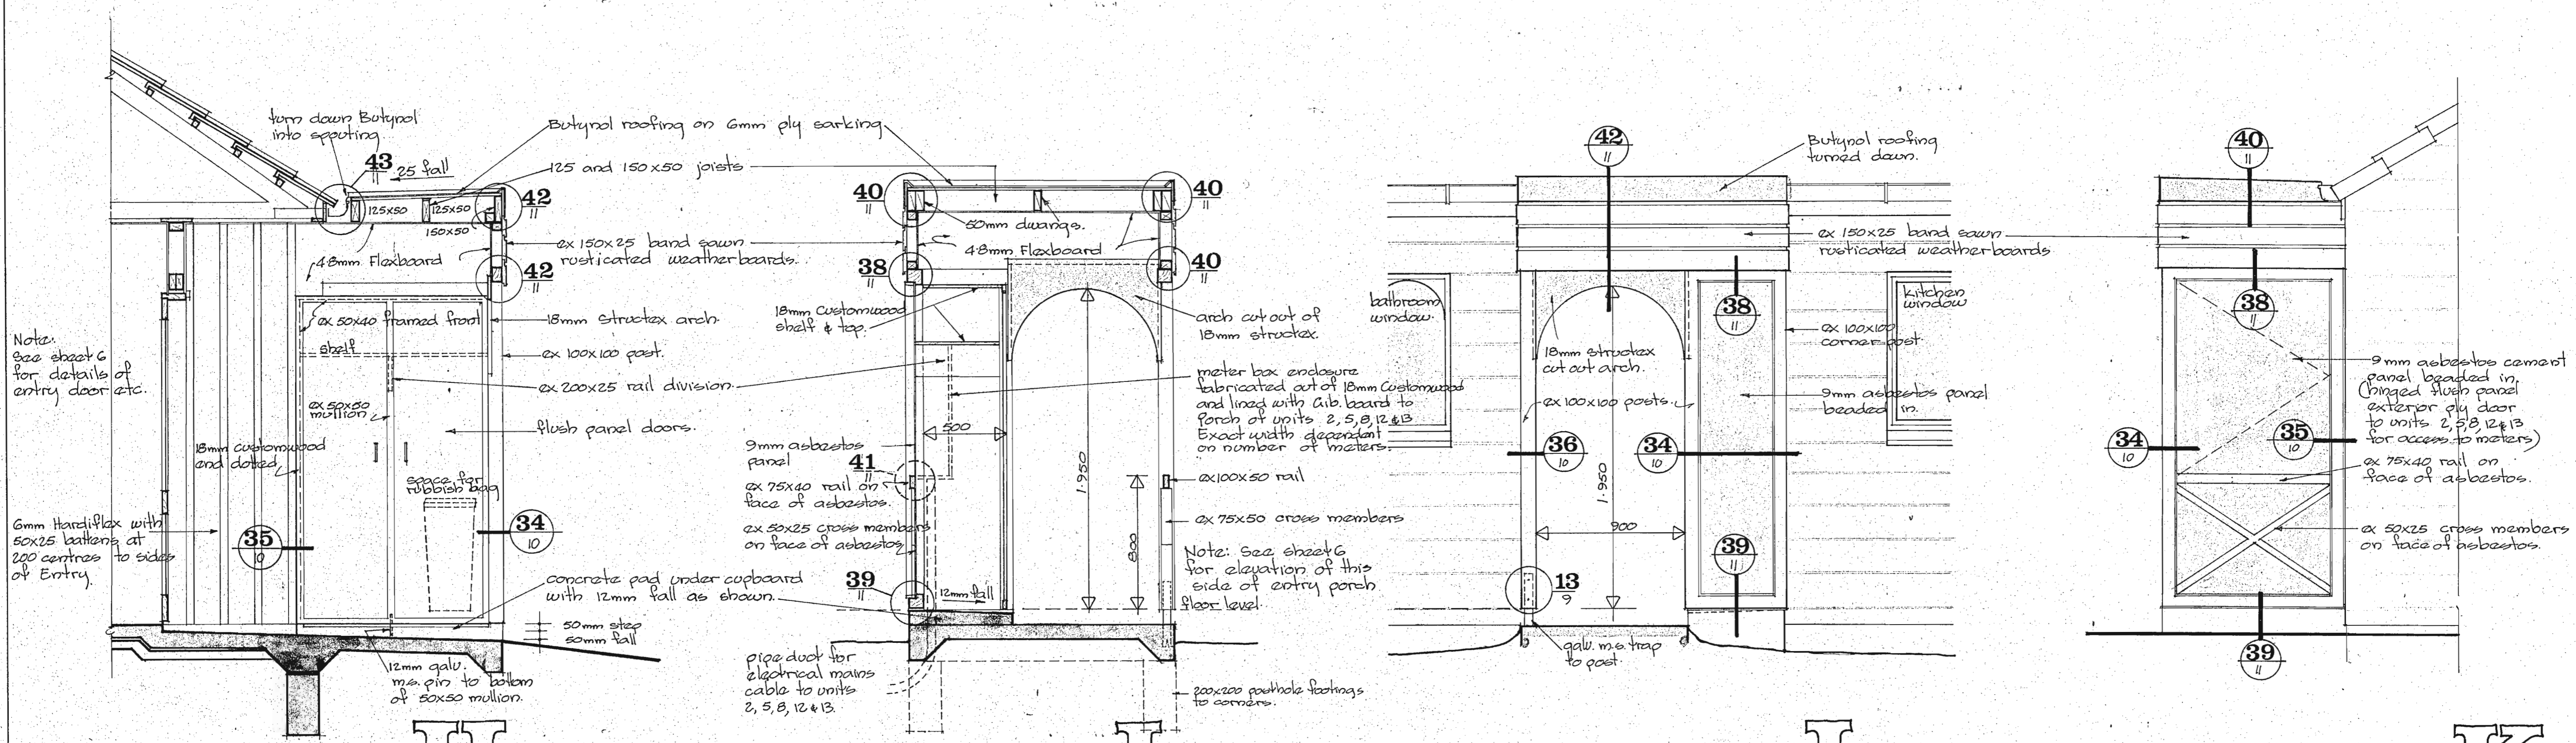 turn down Butynol
into spouting.
43
11
25 fall
Butynol roofing on 6mm ply sarking
125 and 150x50 joists
125x50
125x50
150x50
42
11
4·8mm Flexboard
ex 150x25 band sawn
rusticated weatherboards.
42
11
ex 50x40 framed front
18mm Structex arch.
shelf
ex 100x100 post.
Note:
See sheet 6
for details of
entry door etc.
ex 200x25 rail division.
ex 50x50
mullion
flush panel doors.
18mm Customwood
end dotted.
space for
rubbish bag
6mm Hardiflex with
50x25 battens at
200 centres to sides
of Entry.
35
10
34
10
concrete pad under cupboard
with 12mm fall as shown.
50mm step
50mm fall
12mm galv.
m.s. pin to bottom
of 50x50 mullion.
40
11
40
11
50mm dwangs.
4·8mm Flexboard
38
11
40
11
18mm Customwood
shelf & top.
arch cut out of
18mm structex.
meter box enclosure
fabricated out of 18mm Customwood
and lined with Gib. board to
Porch of units 2, 5, 8, 12 & 13
Exact width dependent
on number of meters.
500
9mm asbestos
panel
41
11
ex 75x40 rail on
face of asbestos.
ex 50x25 cross members
on face of asbestos.
1·950
800
ex 100x50 rail
ex 75x50 cross members
Note: See sheet 6
for elevation of this
side of entry porch
floor level.
39
11
12mm fall
pipe duct for
electrical mains
cable to units
2, 5, 8, 12 & 13.
200x200 posthole footings
to corners.
42
11
Butynol roofing
turned down.
ex 150x25 band sawn
rusticated weatherboards
bathroom
window.
kitchen
window
38
11
18mm structex
cut out arch.
ex 100x100
corner post.
ex 100x100 posts.
9mm asbestos panel
beaded in.
36
10
34
10
1·950
900
39
11
13
9
galv. m.s. trap
to post.
40
11
38
11
9mm asbestos cement
panel beaded in.
(hinged flush panel
exterior ply door
to units 2, 5, 8, 12 & 13
for access to meters)
34
10
35
10
ex 75x40 rail on
face of asbestos.
ex 50x25 cross members
on face of asbestos.
39
11